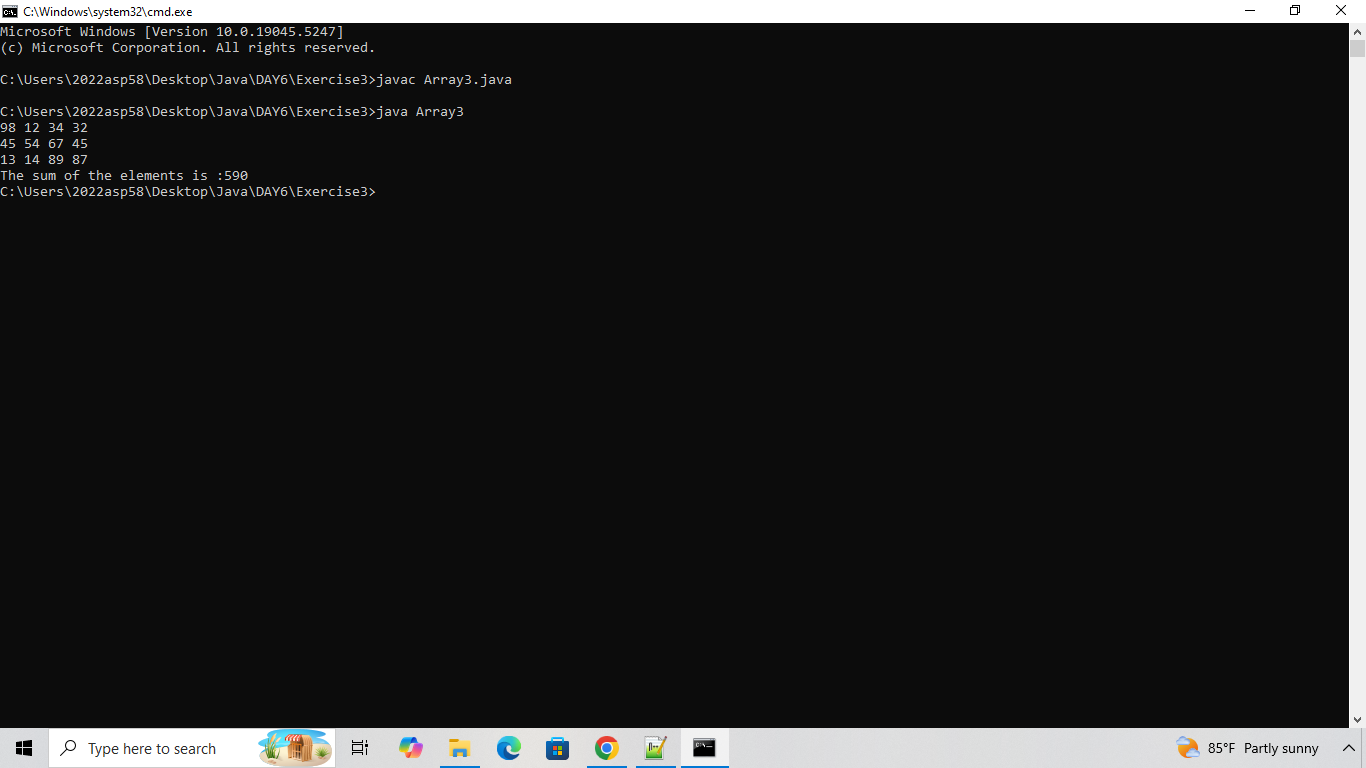 C:\Windows\system32\cmd.exe
Microsoft Windows [Version 10.0.19045.5247]
(c) Microsoft Corporation. All rights reserved.
C:\Users\2022asp58\Desktop\Java\DAY6\Exercise3>javac Array3.java
C:\Users\2022asp58\Desktop\Java\DAY6\Exercise3>java Array3
98 12 34 32
45 54 67 45
13 14 89 87
The sum of the elements is :590
C:\Users\2022asp58\Desktop\Java\DAY6\Exercise3>
Type here to search
85°F Partly sunny